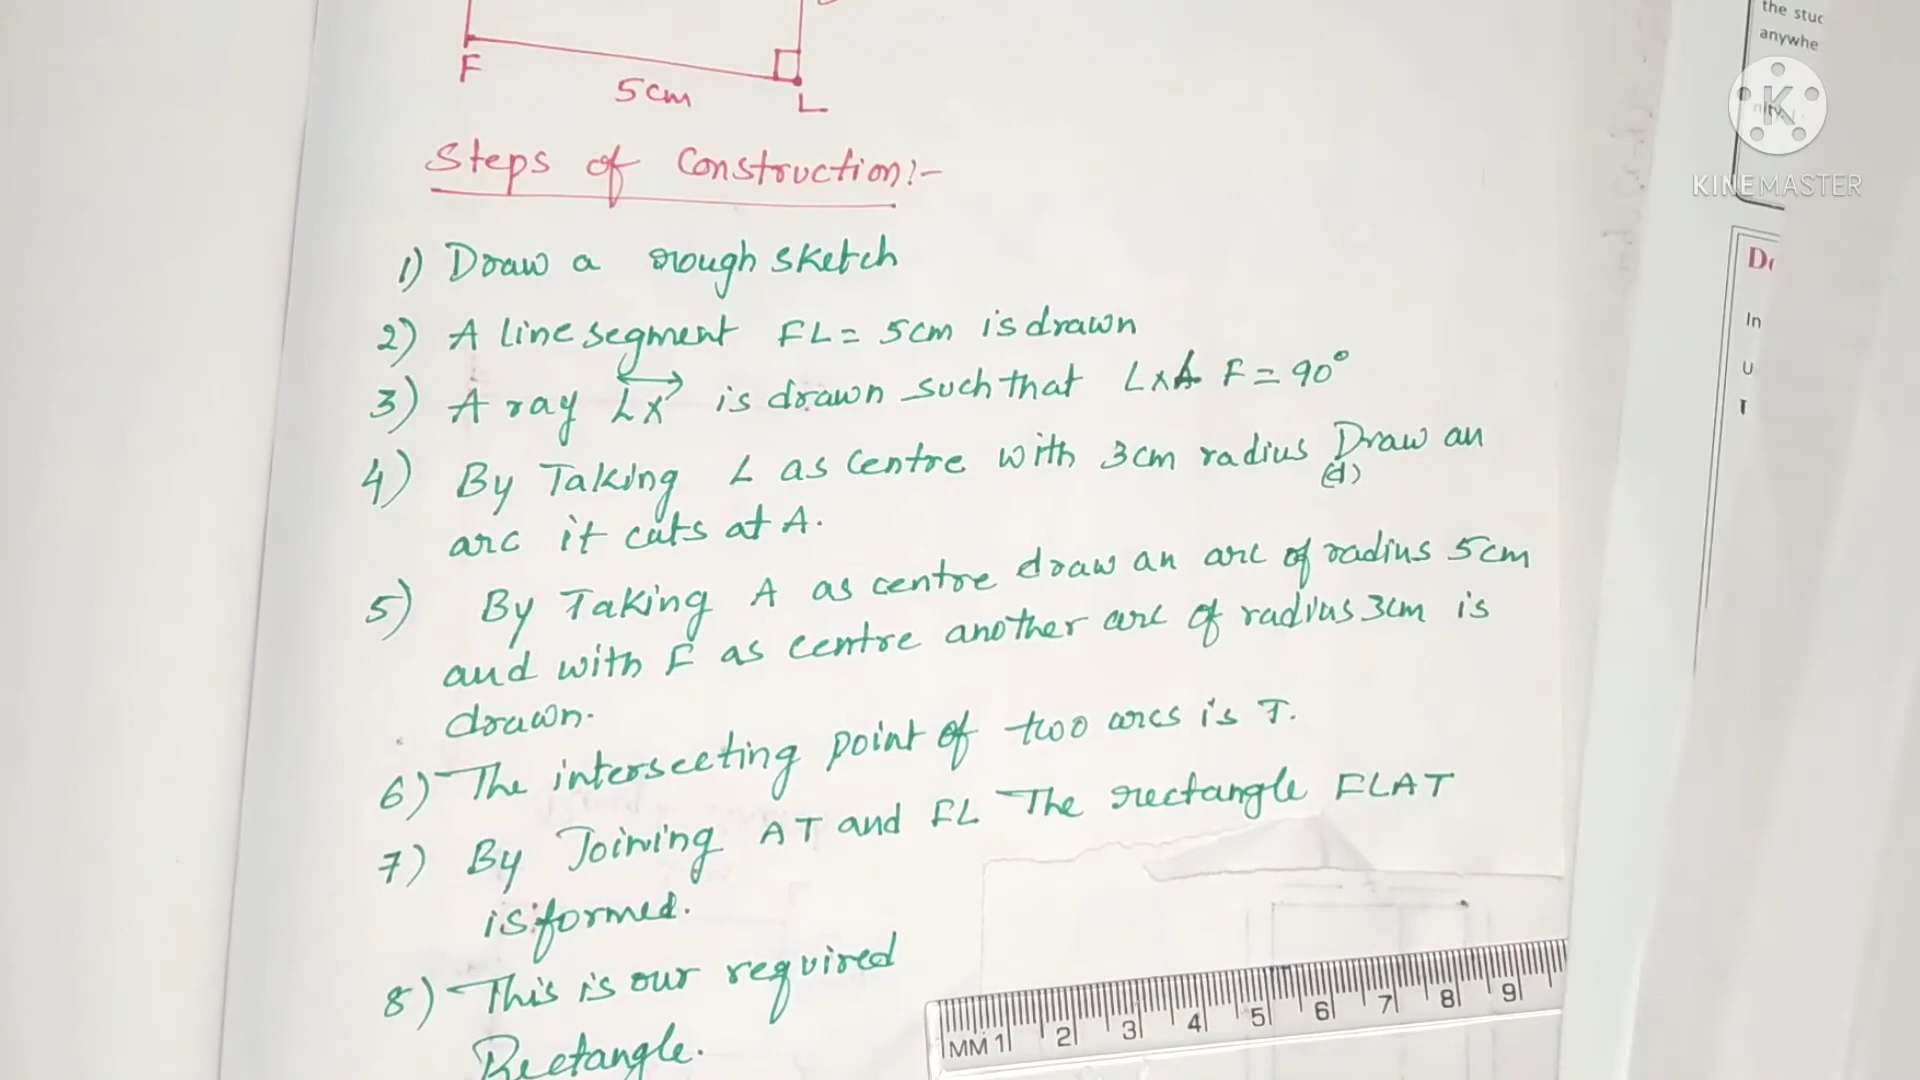 F
5cm
L
Steps of Construction:-
1) Draw a rough sketch
2) A line segment FL = 5cm is drawn
3) A ray LX is drawn such that LXA F = 90°
4) By Taking L as centre with 3cm radius Draw an
(d)
arc it cuts at A.
5) By Taking A as centre draw an arc of radius 5cm
and with F as centre another arc of radius 3cm is
drawn.
6) The intersecting point of two arcs is T.
7) By Joining AT and FL The rectangle FLAT
is formed.
8) This is our required
Rectangle.
MM 1 2 3 4 5 6 7 8 9
the stuc
anywhe
KINEMASTER
In